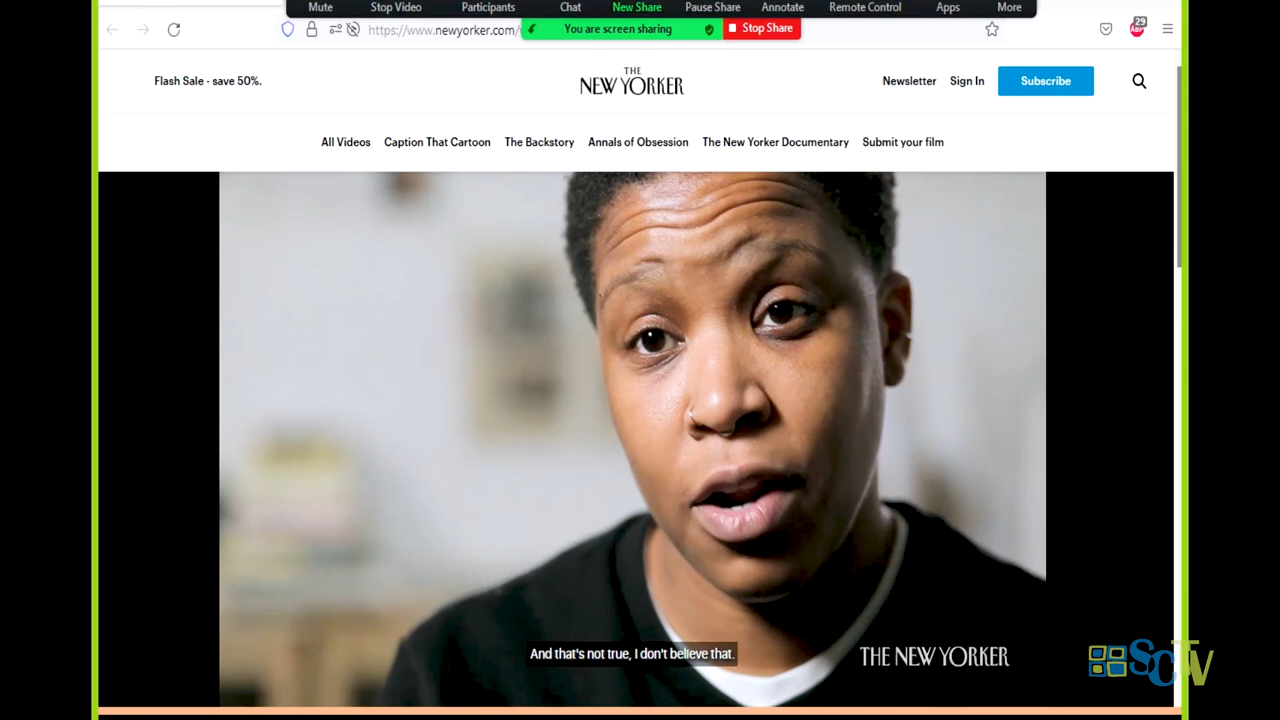 Mute Stop Video Participants Chat New Share Pause Share Annotate Remote Control Apps More
https://www.newyorker.com/
You are screen sharing Stop Share
29
ABP
Flash Sale - save 50%.
THE
NEW YORKER
Newsletter Sign In Subscribe
All Videos Caption That Cartoon The Backstory Annals of Obsession The New Yorker Documentary Submit your film
And that's not true, I don't believe that.
THE NEW YORKER
SCTV